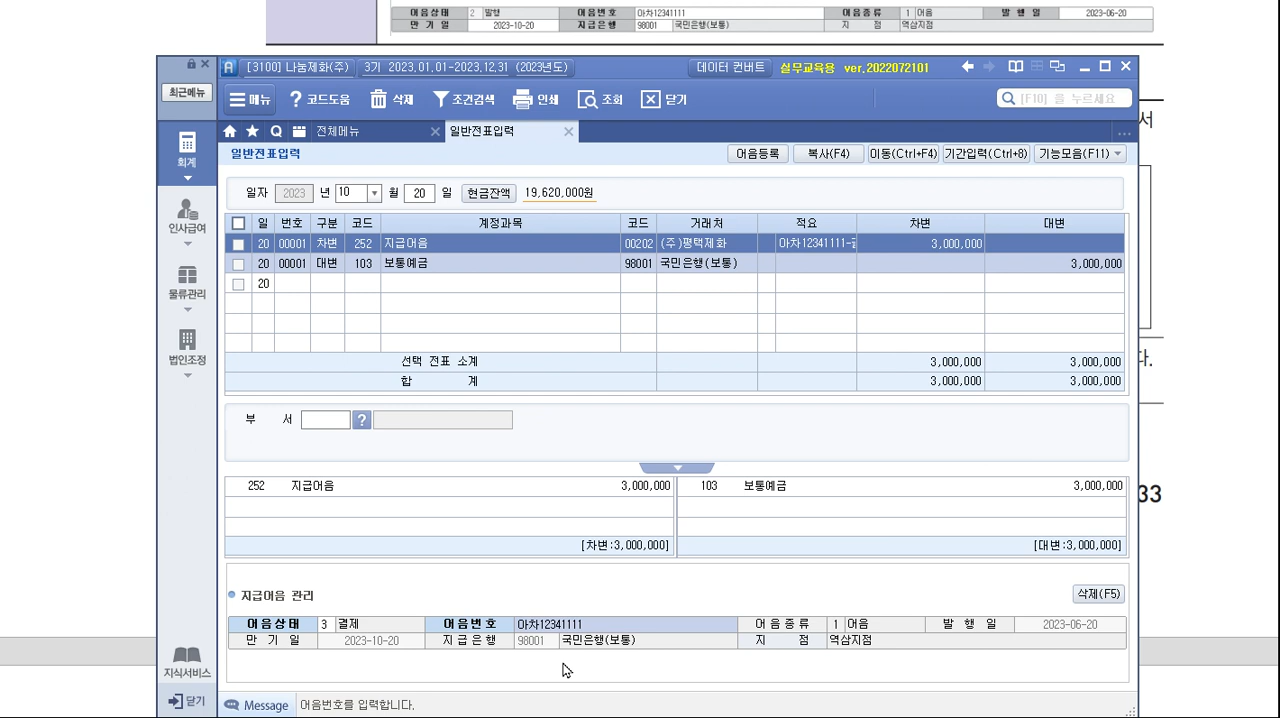 어음상태 2 발행 어음번호 아차12341111 어음종류 1 어음 발 행 일 2023-06-20
만 기 일 2023-10-20 지급은행 98001 국민은행(보통) 지 점 역삼지점
[3100] 나눔제화(주) 3기 2023.01.01~2023.12.31 (2023년도) 데이터 컨버트 실무교육용 ver.2022072101
최근메뉴 메뉴 코드도움 삭제 조건검색 인쇄 조회 닫기 [F10] 을 누르세요
서
전체메뉴 일반전표입력
회계
일반전표입력 어음등록 복사(F4) 이동(Ctrl+F4) 기간입력(Ctrl+8) 기능모음(F11)
일자 2023 년 10 월 20 일 현금잔액 19,620,000원
인사급여
일 번호 구분 코드 계정과목 코드 거래처 적요 차변 대변
20 00001 차변 252 지급어음 00202 (주)평택제화 아차12341111- 3,000,000
20 00001 대변 103 보통예금 98001 국민은행(보통) 3,000,000
20
물류관리
법인조정
선택 전표 소계 3,000,000 3,000,000
다.
합 계 3,000,000 3,000,000
부 서 ?
252 지급어음 3,000,000 103 보통예금 3,000,000
33
[차변:3,000,000] [대변:3,000,000]
지급어음 관리 삭제(F5)
어음상태 3 결제 어음번호 아차12341111 어음종류 1 어음 발 행 일 2023-06-20
만 기 일 2023-10-20 지급은행 98001 국민은행(보통) 지 점 역삼지점
지식서비스
닫기
Message 어음번호를 입력합니다.